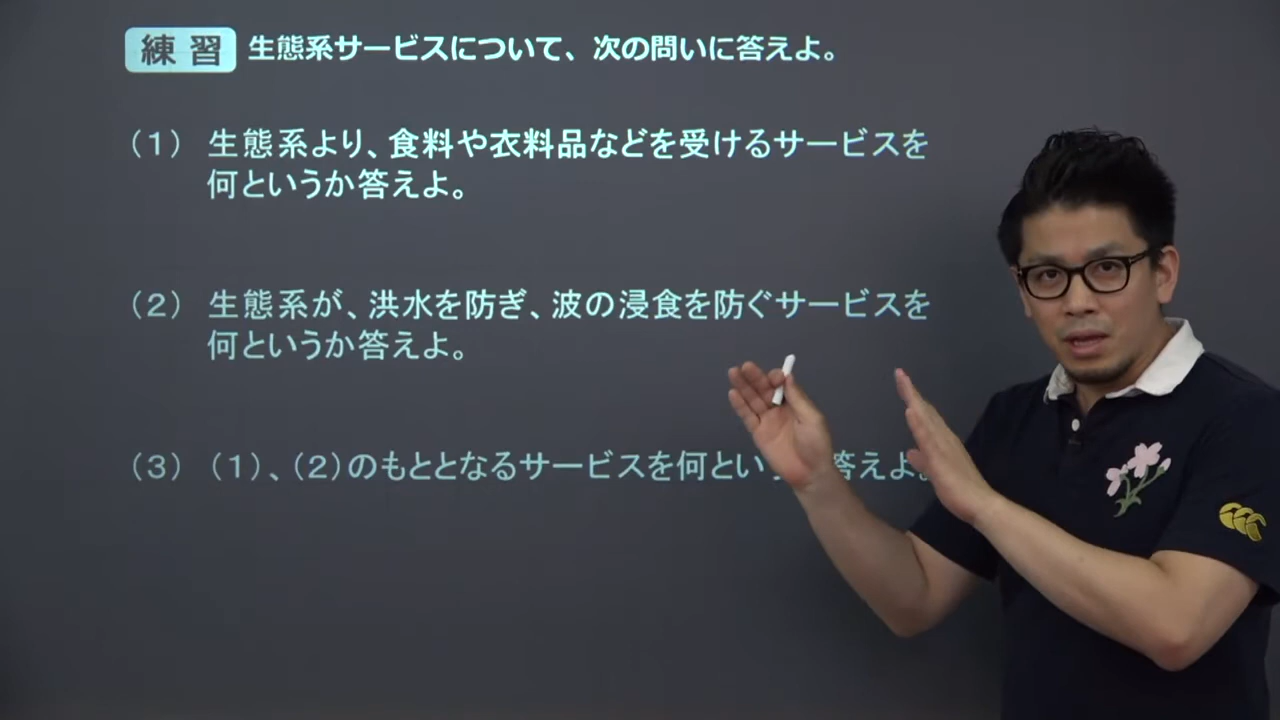 練習 生態系サービスについて、次の問いに答えよ。
(1) 生態系より、食料や衣料品などを受けるサービスを
何というか答えよ。
(2) 生態系が、洪水を防ぎ、波の浸食を防ぐサービスを
何というか答えよ。
(3) (1)、(2)のもととなるサービスを何という 答えよ。